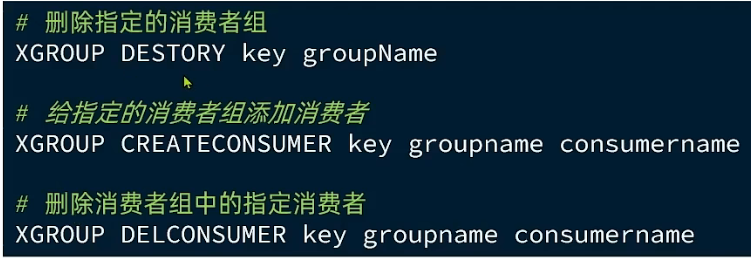 # 删除指定的消费者组
XGROUP DESTORY key groupName
# 给指定的消费者组添加消费者
XGROUP CREATECONSUMER key groupname consumername
# 删除消费者组中的指定消费者
XGROUP DELCONSUMER key groupname consumername